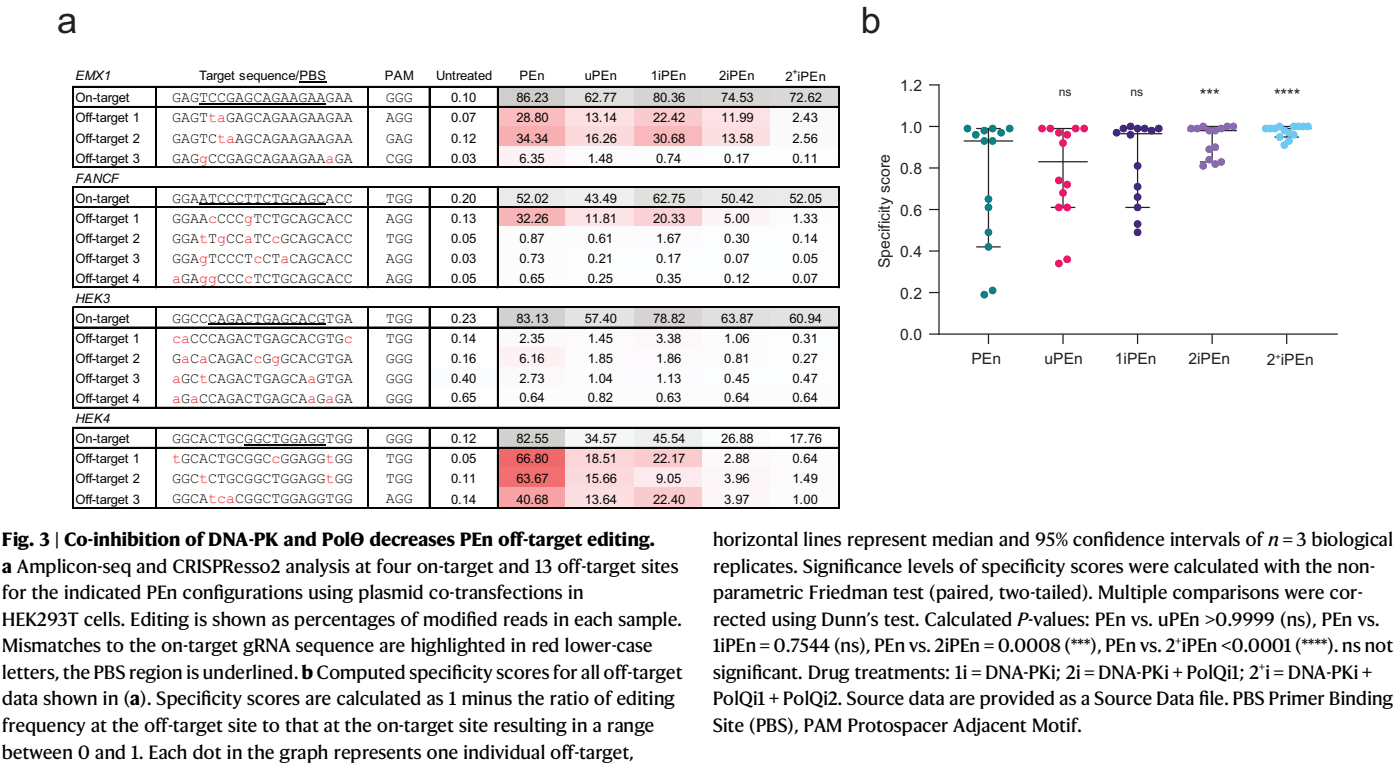 a
EMX1 Target sequence/PBS PAM Untreated PEn uPEn 1iPEn 2iPEn 2+iPEn
On-target GAGTCCGAGCAGAAGAAGAA GGG 0.10 86.23 62.77 80.36 74.53 72.62
Off-target 1 GAGTtaGAGCAGAAGAAGAA AGG 0.07 28.80 13.14 22.42 11.99 2.43
Off-target 2 GAGTCtaAGCAGAAGAAGAA GAG 0.12 34.34 16.26 30.68 13.58 2.56
Off-target 3 GAGgCCGAGCAGAAGAAaGA CGG 0.03 6.35 1.48 0.74 0.17 0.11
FANCF
On-target GGAATCCCTTCTGCAGCACC TGG 0.20 52.02 43.49 62.75 50.42 52.05
Off-target 1 GGAAcCCCgTCTGCAGCACC AGG 0.13 32.26 11.81 20.33 5.00 1.33
Off-target 2 GGAtTgCCaTCcGCAGCACC TGG 0.05 0.87 0.61 1.67 0.30 0.14
Off-target 3 GGAgTCCCTcCTaCAGCACC AGG 0.03 0.73 0.21 0.17 0.07 0.05
Off-target 4 aGAggCCCcTCTGCAGCACC AGG 0.05 0.65 0.25 0.35 0.12 0.07
HEK3
On-target GGCCCAGACTGAGCACGTGA TGG 0.23 83.13 57.40 78.82 63.87 60.94
Off-target 1 caCCCAGACTGAGCACGTGc TGG 0.14 2.35 1.45 3.38 1.06 0.31
Off-target 2 GaCaCAGACcGgGCACGTGA GGG 0.16 6.16 1.85 1.86 0.81 0.27
Off-target 3 aGCtCAGACTGAGCAaGTGA GGG 0.40 2.73 1.04 1.13 0.45 0.47
Off-target 4 aGaCCAGACTGAGCAaGaGA GGG 0.65 0.64 0.82 0.63 0.64 0.64
HEK4
On-target GGCACTGCGGCTGGAGGTGG GGG 0.12 82.55 34.57 45.54 26.88 17.76
Off-target 1 tGCACTGCGGCcGGAGGtGG TGG 0.05 66.80 18.51 22.17 2.88 0.64
Off-target 2 GGCtCTGCGGCTGGAGGtGG TGG 0.11 63.67 15.66 9.05 3.96 1.49
Off-target 3 GGCAtcaCGGCTGGAGGTGG AGG 0.14 40.68 13.64 22.40 3.97 1.00
b
Specificity score
1.2
1.0
0.8
0.6
0.4
0.2
0.0
ns ns *** ****
PEn uPEn 1iPEn 2iPEn 2+iPEn
Fig. 3 | Co-inhibition of DNA-PK and PolΘ decreases PEn off-target editing.
a Amplicon-seq and CRISPResso2 analysis at four on-target and 13 off-target sites
for the indicated PEn configurations using plasmid co-transfections in
HEK293T cells. Editing is shown as percentages of modified reads in each sample.
Mismatches to the on-target gRNA sequence are highlighted in red lower-case
letters, the PBS region is underlined. b Computed specificity scores for all off-target
data shown in (a). Specificity scores are calculated as 1 minus the ratio of editing
frequency at the off-target site to that at the on-target site resulting in a range
between 0 and 1. Each dot in the graph represents one individual off-target,
horizontal lines represent median and 95% confidence intervals of n = 3 biological
replicates. Significance levels of specificity scores were calculated with the non-
parametric Friedman test (paired, two-tailed). Multiple comparisons were cor-
rected using Dunn's test. Calculated P-values: PEn vs. uPEn >0.9999 (ns), PEn vs.
1iPEn = 0.7544 (ns), PEn vs. 2iPEn = 0.0008 (***), PEn vs. 2+iPEn <0.0001 (****). ns not
significant. Drug treatments: 1i = DNA-PKi; 2i = DNA-PKi + PolQi1; 2+i = DNA-PKi +
PolQi1 + PolQi2. Source data are provided as a Source Data file. PBS Primer Binding
Site (PBS), PAM Protospacer Adjacent Motif.